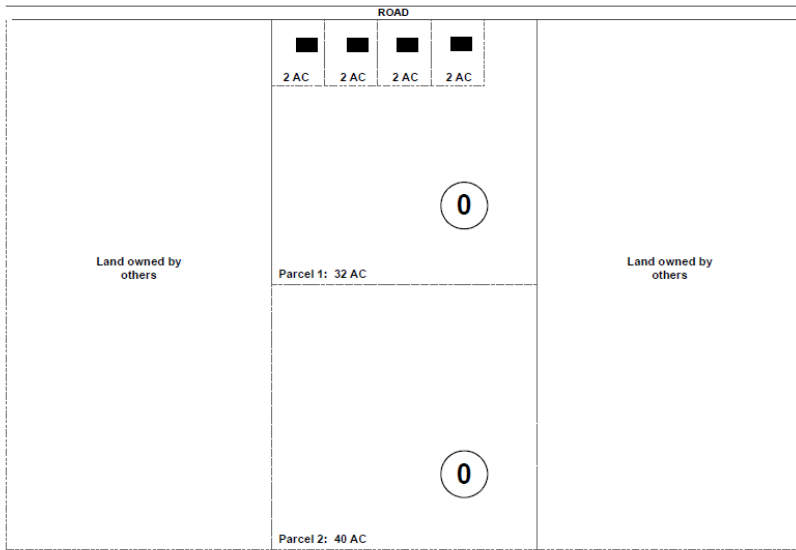 ROAD
2 AC
2 AC
2 AC
2 AC
0
Land owned by
others
Land owned by
others
Parcel 1: 32 AC
0
Parcel 2: 40 AC